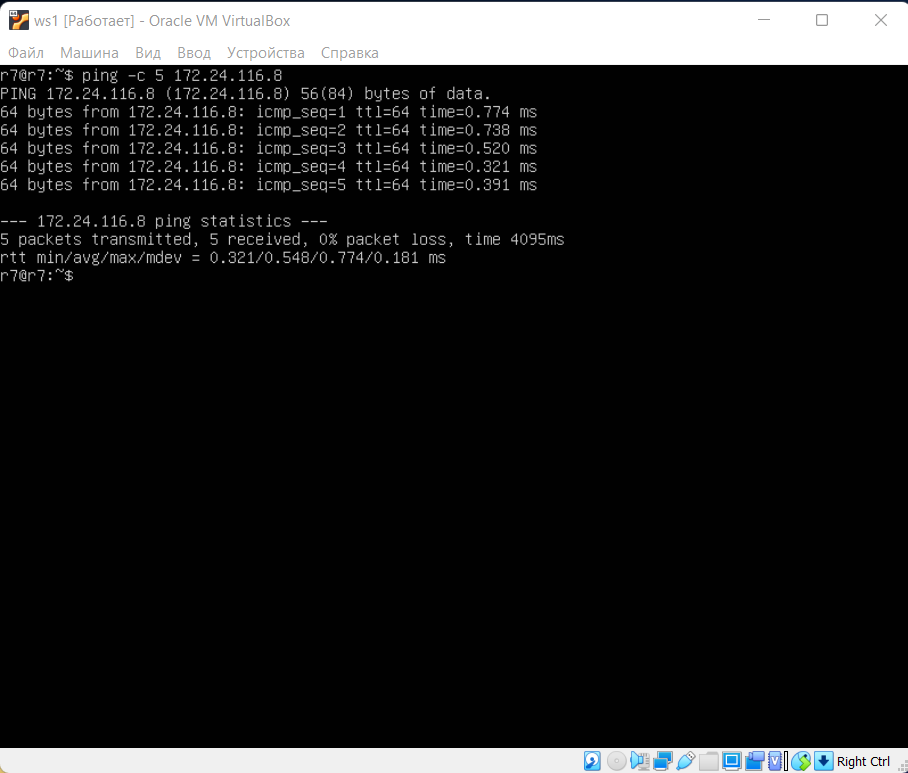 ws1 [Работает] - Oracle VM VirtualBox
Файл Машина Вид Ввод Устройства Справка
r7@r7:~$ ping -c 5 172.24.116.8
PING 172.24.116.8 (172.24.116.8) 56(84) bytes of data.
64 bytes from 172.24.116.8: icmp_seq=1 ttl=64 time=0.774 ms
64 bytes from 172.24.116.8: icmp_seq=2 ttl=64 time=0.738 ms
64 bytes from 172.24.116.8: icmp_seq=3 ttl=64 time=0.520 ms
64 bytes from 172.24.116.8: icmp_seq=4 ttl=64 time=0.321 ms
64 bytes from 172.24.116.8: icmp_seq=5 ttl=64 time=0.391 ms
--- 172.24.116.8 ping statistics ---
5 packets transmitted, 5 received, 0% packet loss, time 4095ms
rtt min/avg/max/mdev = 0.321/0.548/0.774/0.181 ms
r7@r7:~$
Right Ctrl